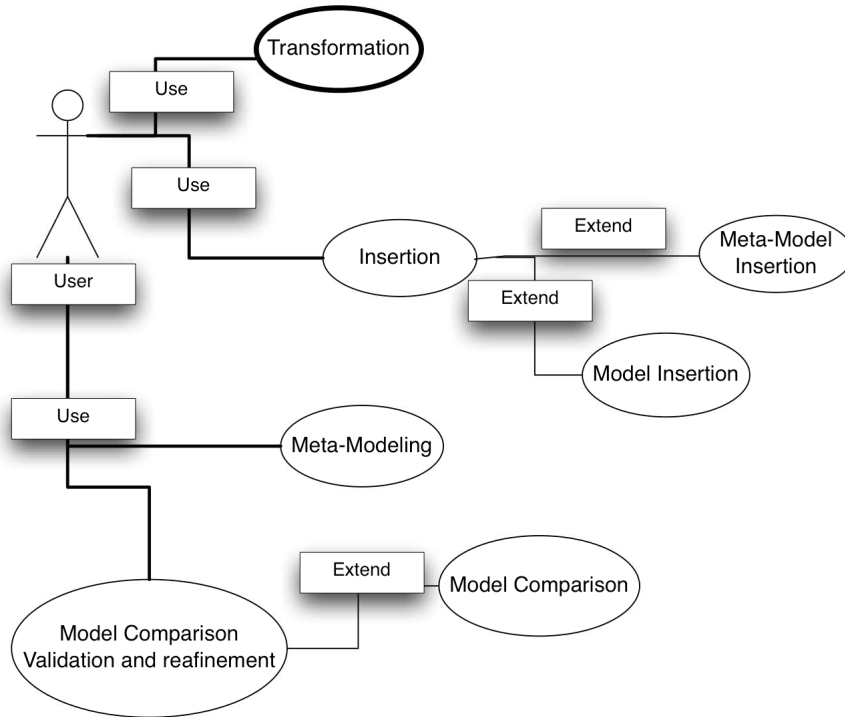 Transformation
Use
Use
Extend
Meta-Model
Insertion
Insertion
User
Extend
Model Insertion
Use
Meta-Modeling
Extend
Model Comparison
Model Comparison
Validation and reafinement